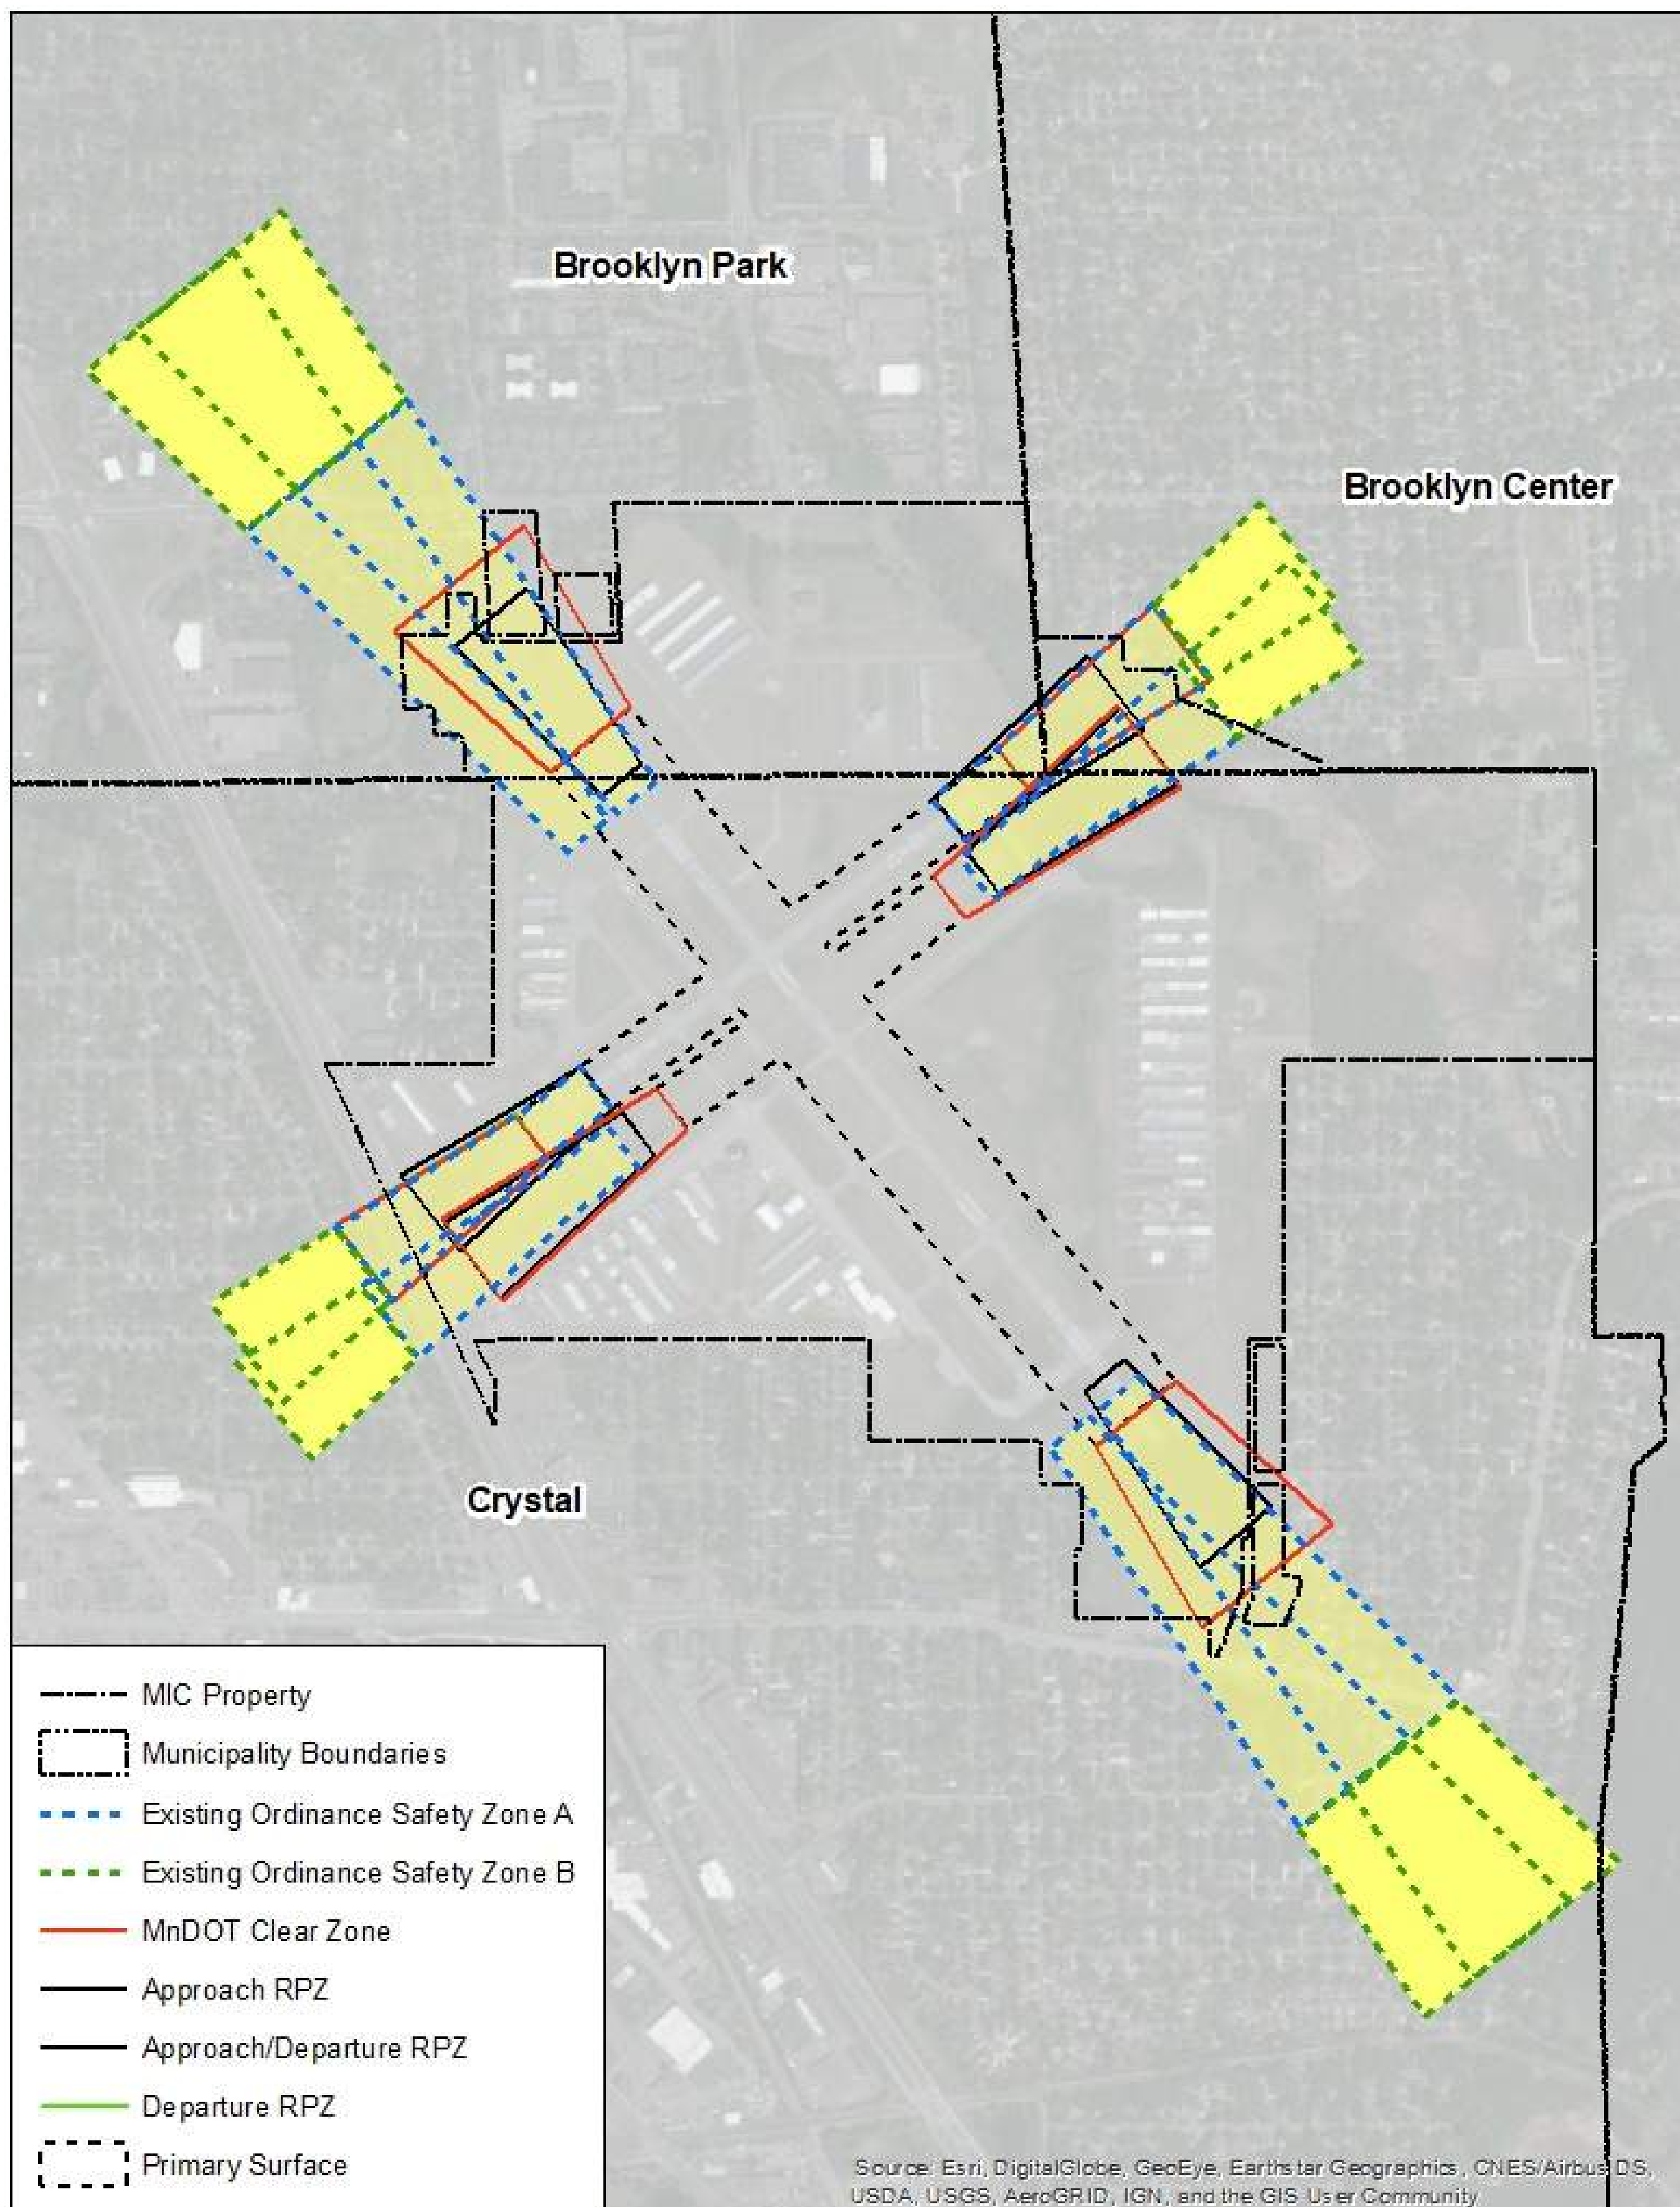 Brooklyn Park
Brooklyn Center
Crystal
MIC Property
Municipality Boundaries
Existing Ordinance Safety Zone A
Existing Ordinance Safety Zone B
MnDOT Clear Zone
Approach RPZ
Approach/Departure RPZ
Departure RPZ
Primary Surface
Source: Esri, DigitalGlobe, GeoEye, Earthstar Geographics, CNES/Airbus DS,
USDA, USGS, AeroGRID, IGN, and the GIS User Community